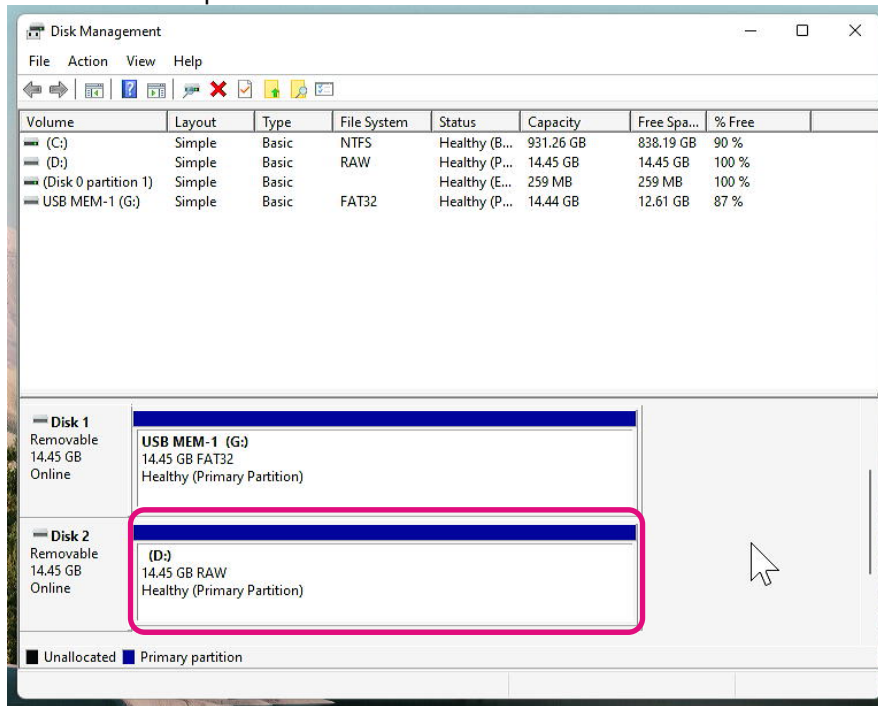 Disk Management
File Action View Help
Volume Layout Type File System Status Capacity Free Spa... % Free
(C:) Simple Basic NTFS Healthy (B... 931.26 GB 838.19 GB 90 %
(D:) Simple Basic RAW Healthy (P... 14.45 GB 14.45 GB 100 %
(Disk 0 partition 1) Simple Basic Healthy (E... 259 MB 259 MB 100 %
USB MEM-1 (G:) Simple Basic FAT32 Healthy (P... 14.44 GB 12.61 GB 87 %
Disk 1
Removable
14.45 GB
Online
USB MEM-1 (G:)
14.45 GB FAT32
Healthy (Primary Partition)
Disk 2
Removable
14.45 GB
Online
(D:)
14.45 GB RAW
Healthy (Primary Partition)
Unallocated Primary partition